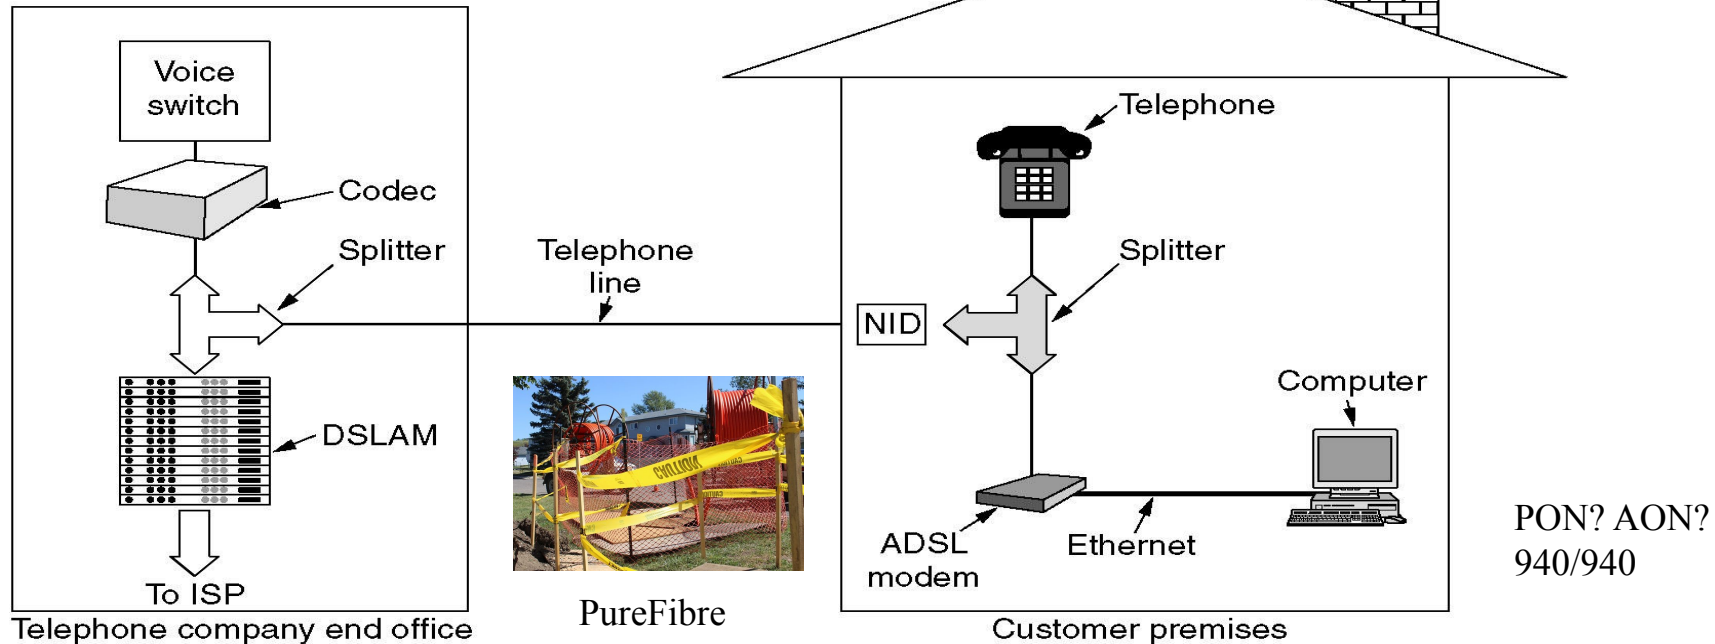 Voice
switch
Codec
Splitter
DSLAM
To ISP
Telephone company end office
Telephone
line
CAUTION
PureFibre
Telephone
Splitter
NID
Computer
ADSL
modem
Ethernet
Customer premises
PON? AON?
940/940